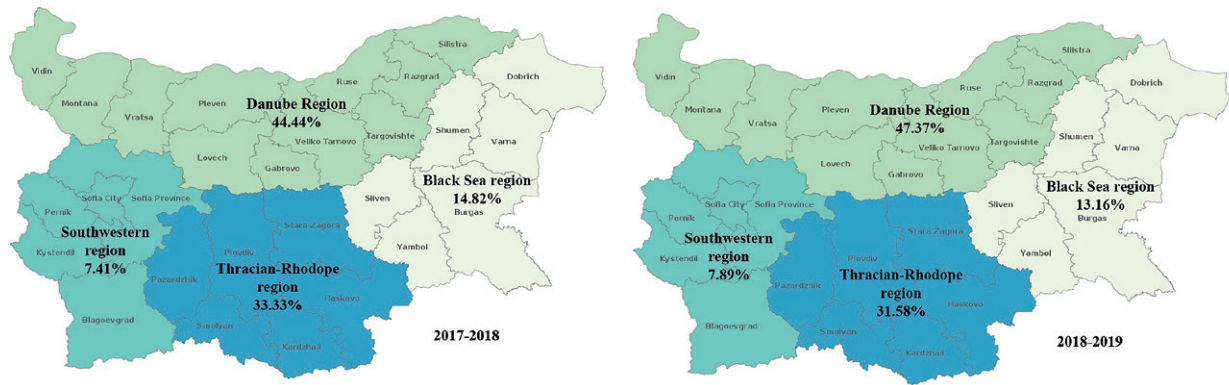 Silistra
Vidin
Ruse
Razgrad
Dobrich
Montana
Pleven
Danube Region
44.44%
Vratsa
Shumen
Varna
Targovishte
Veliko Tarnovo
Lovech
Gabrovo
Sofia City
Sofia Province
Sliven
Black Sea region
14.82%
Burgas
Pernik
Stara Zagora
Southwestern
region
7.41%
Kystendil
Plovdiv
Yambol
Pazardzhik
Thracian-Rhodope
region
33.33%
Haskovo
Blagoevgrad
Smolyan
Kardzhali
2017-2018
Silistra
Vidin
Ruse
Razgrad
Dobrich
Montana
Pleven
Danube Region
47.37%
Vratsa
Shumen
Varna
Targovishte
Veliko Tarnovo
Lovech
Gabrovo
Sofia City
Sofia Province
Sliven
Black Sea region
13.16%
Burgas
Pernik
Stara Zagora
Southwestern
region
7.89%
Kystendil
Plovdiv
Yambol
Pazardzhik
Thracian-Rhodope
region
31.58%
Haskovo
Blagoevgrad
Smolyan
Kardzhali
2018-2019